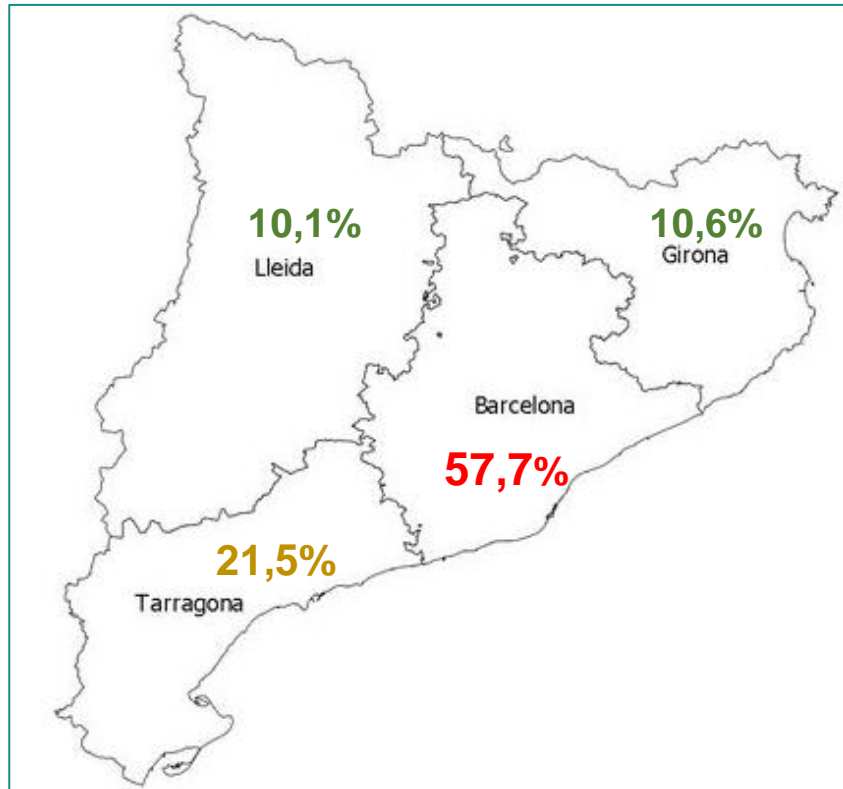 10,1%
Lleida
10,6%
Girona
Barcelona
57,7%
21,5%
Tarragona